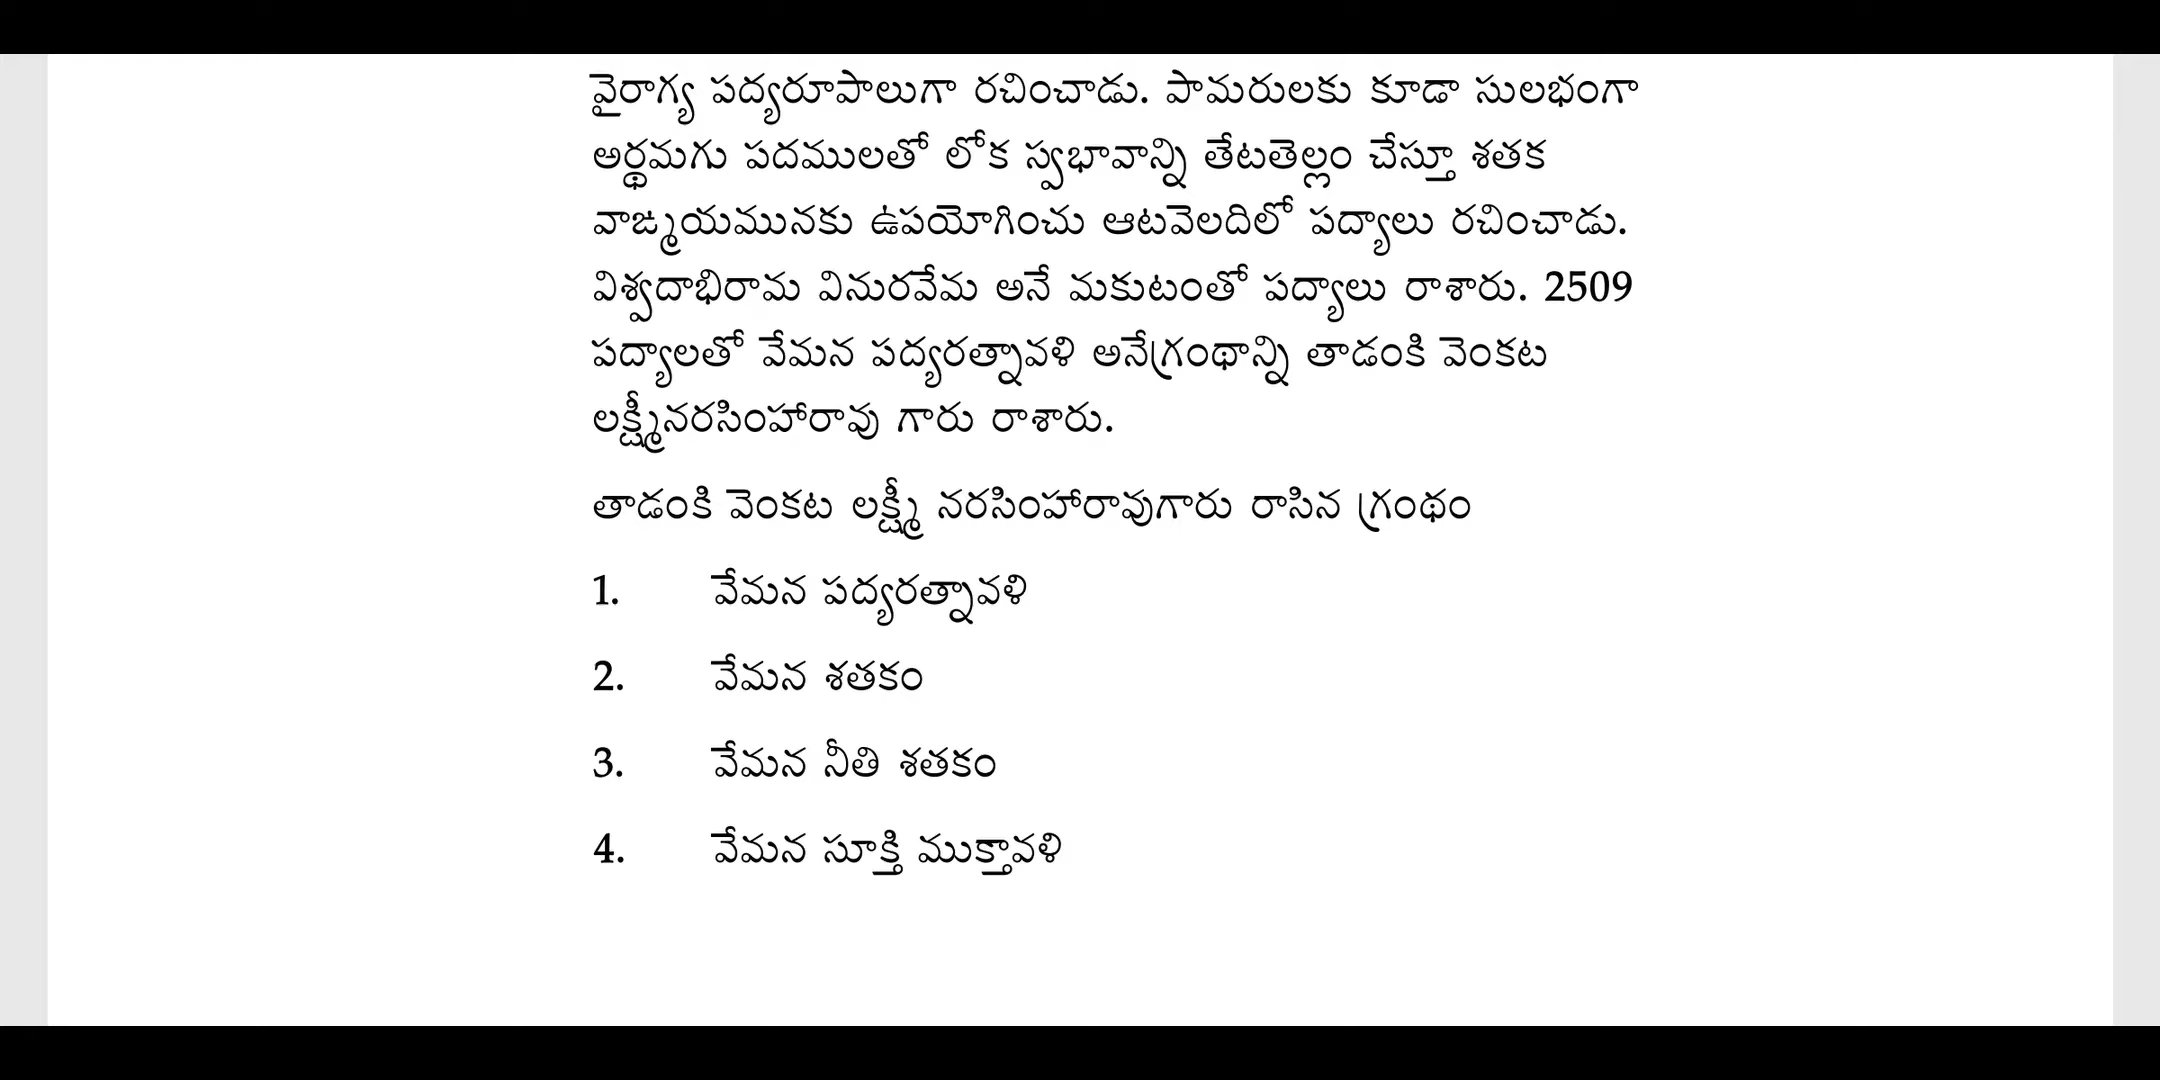 వైరాగ్య పద్యరూపాలుగా రచించాడు. పామరులకు కూడా సులభంగా
అర్థమగు పదములతో లోక స్వభావాన్ని తేటతెల్లం చేస్తూ శతక
వాఙ్మయమునకు ఉపయోగించు ఆటవెలదిలో పద్యాలు రచించాడు.
విశ్వదాభిరామ వినురవేమ అనే మకుటంతో పద్యాలు రాశారు. 2509
పద్యాలతో వేమన పద్యరత్నావళి అనేగ్రంథాన్ని తాడంకి వెంకట
లక్ష్మీనరసింహారావు గారు రాశారు.
తాడంకి వెంకట లక్ష్మీ నరసింహారావుగారు రాసిన గ్రంథం
1. వేమన పద్యరత్నావళి
2. వేమన శతకం
3. వేమన నీతి శతకం
4. వేమన సూక్తి ముక్తావళి